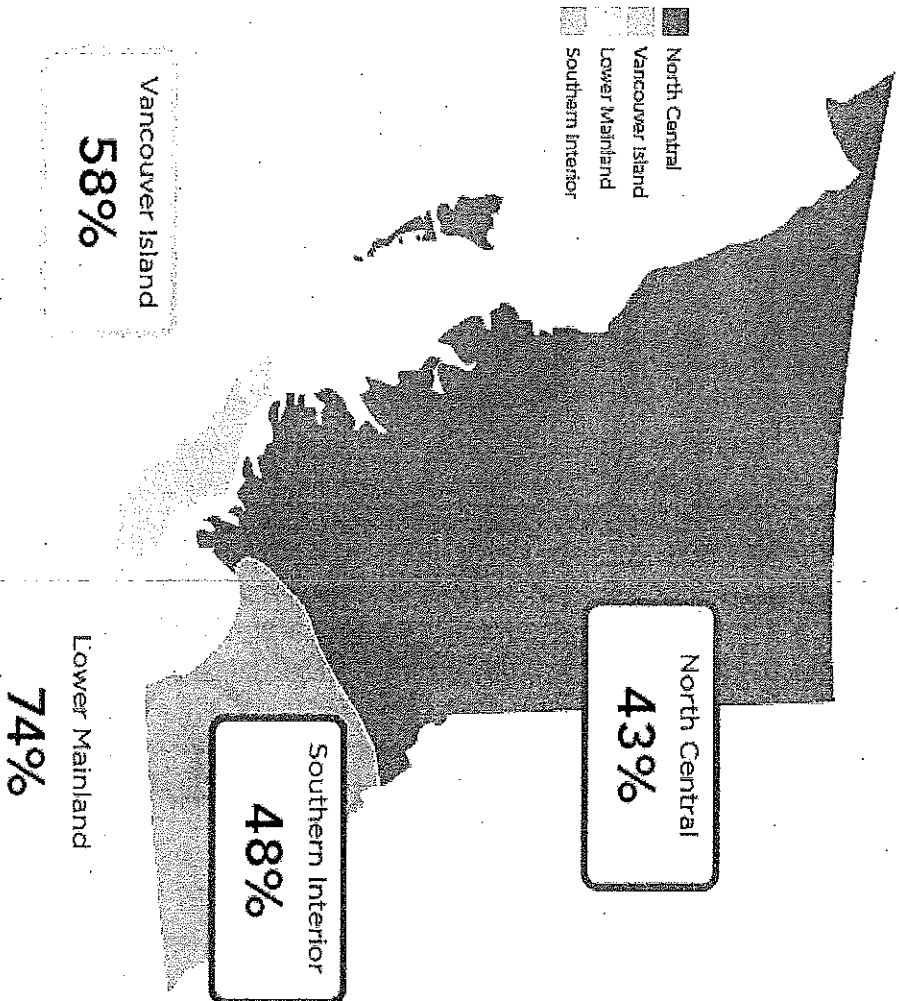 North Central
Vancouver Island
Lower Mainland
Southern Interior
North Central
43%
Southern Interior
48%
Lower Mainland
74%
Vancouver Island
58%